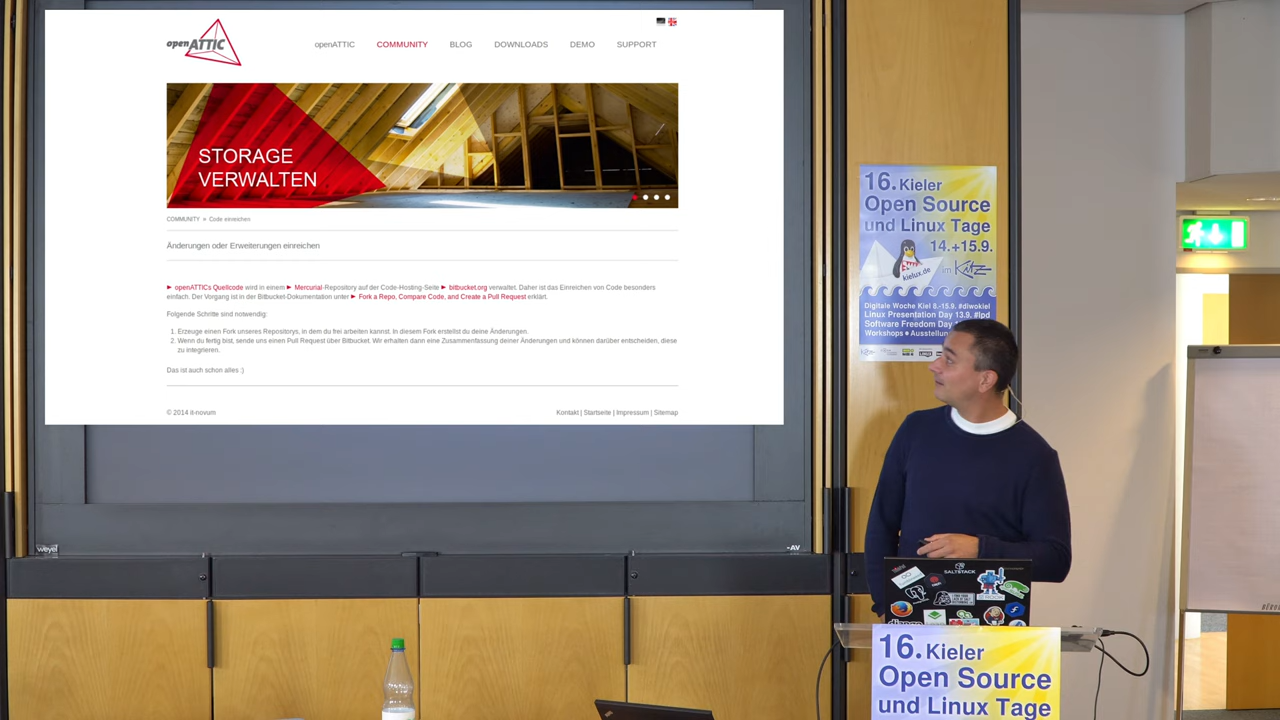 openATTIC
openATTIC COMMUNITY BLOG DOWNLOADS DEMO SUPPORT
STORAGE
VERWALTEN
COMMUNITY » Code einreichen
Änderungen oder Erweiterungen einreichen
openATTICs Quellcode wird in einem Mercurial-Repository auf der Code-Hosting-Seite bitbucket.org verwaltet. Daher ist das Einreichen von Code besonders
einfach. Der Vorgang ist in der Bitbucket-Dokumentation unter Fork a Repo, Compare Code, and Create a Pull Request erklärt.
Folgende Schritte sind notwendig:
1. Erzeuge einen Fork unseres Repositorys, in dem du frei arbeiten kannst. In diesem Fork erstellst du deine Änderungen.
2. Wenn du fertig bist, sende uns einen Pull Request über Bitbucket. Wir erhalten dann eine Zusammenfassung deiner Änderungen und können darüber entscheiden, diese
zu integrieren.
Das ist auch schon alles :)
© 2014 it-novum
Kontakt | Startseite | Impressum | Sitemap
weyel
-AV
16. Kieler
Open Source
und Linux Tage
14.+15.9.
kielux.de im Kitz
Digitale Woche Kiel 8.-15.9. #diwokiel
Linux Presentation Day 13.9. #lpd
Software Freedom Day
Workshops • Ausstellung
SALTSTACK
16. Kieler
Open Source
und Linux Tage